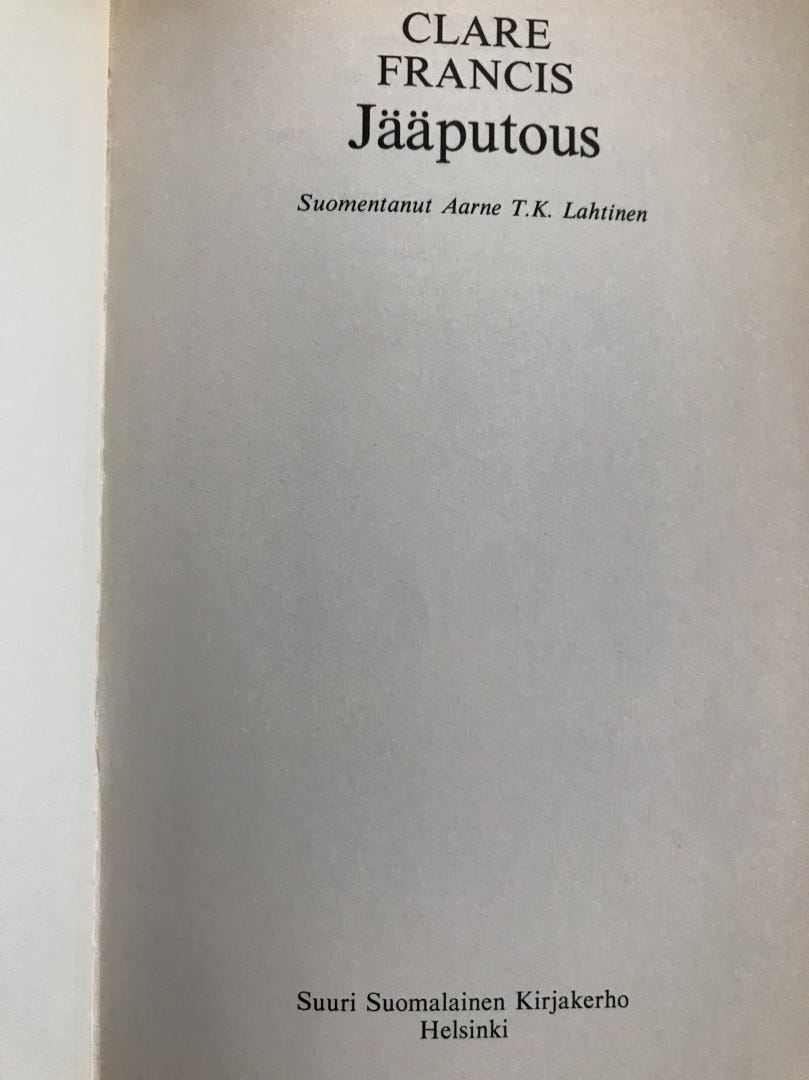 CLARE
FRANCIS
Jääputous
Suomentanut Aarne T.K. Lahtinen
Suuri Suomalainen Kirjakerho
Helsinki